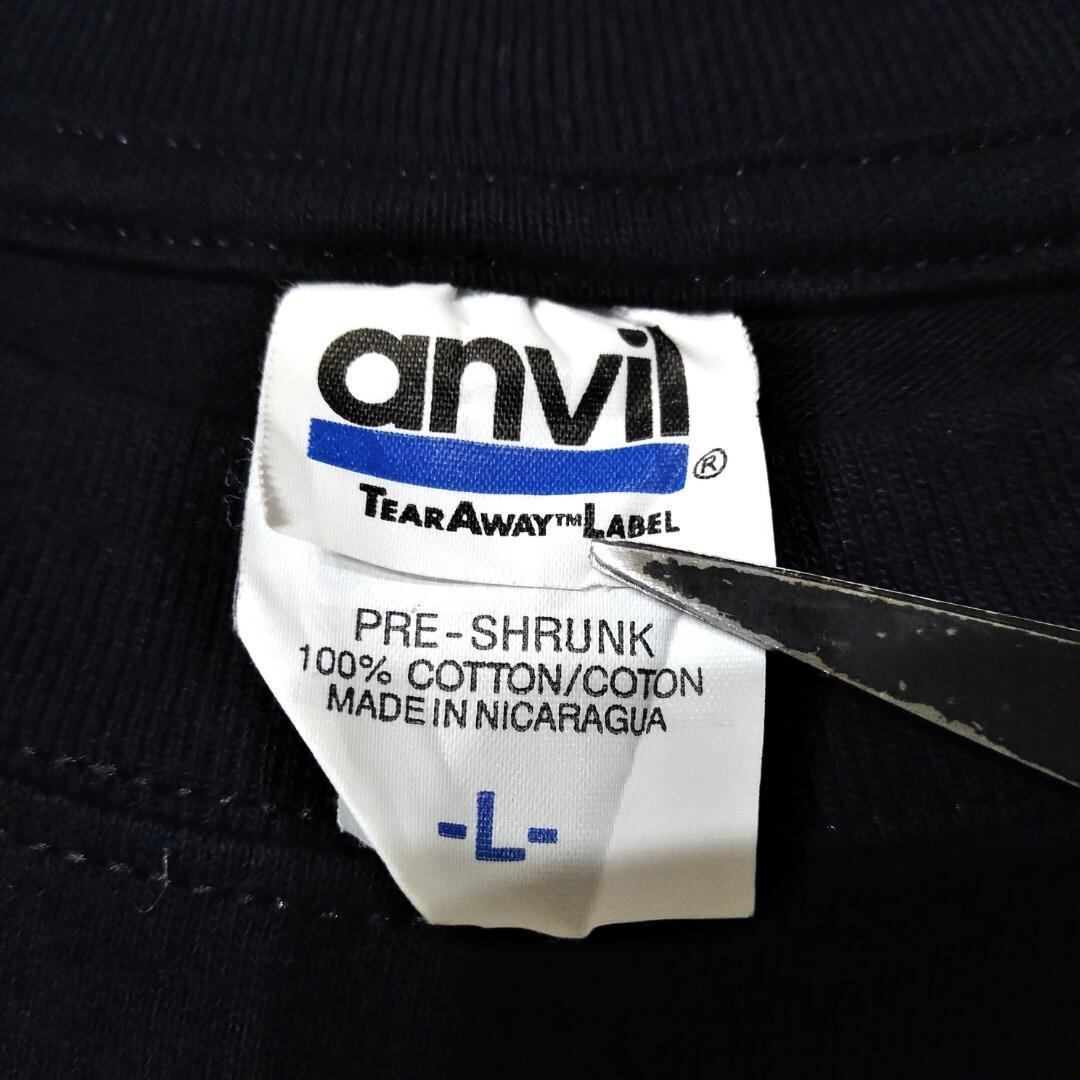 anvil
®
TEARAWAY™LABEL
PRE-SHRUNK
100% COTTON/COTON
MADE IN NICARAGUA
-L-